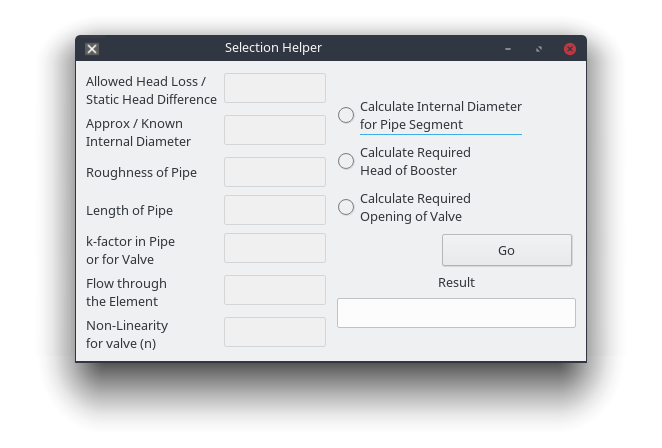 Selection Helper
Allowed Head Loss /
Static Head Difference
Approx / Known
Internal Diameter
Roughness of Pipe
Length of Pipe
k-factor in Pipe
or for Valve
Flow through
the Element
Non-Linearity
for valve (n)
Calculate Internal Diameter
for Pipe Segment
Calculate Required
Head of Booster
Calculate Required
Opening of Valve
Go
Result